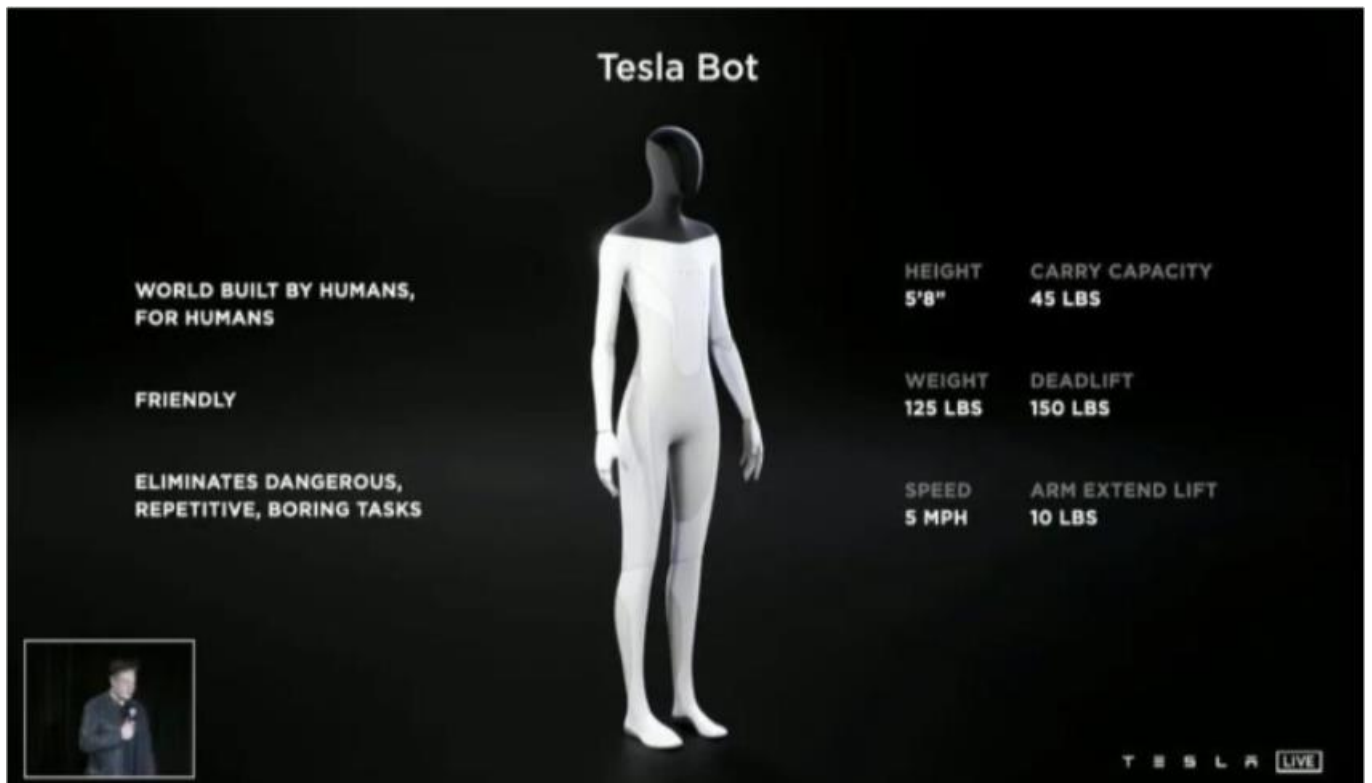 Tesla Bot
WORLD BUILT BY HUMANS,
FOR HUMANS
FRIENDLY
ELIMINATES DANGEROUS,
REPETITIVE, BORING TASKS
HEIGHT
5'8"
CARRY CAPACITY
45 LBS
WEIGHT
125 LBS
DEADLIFT
150 LBS
SPEED
5 MPH
ARM EXTEND LIFT
10 LBS
TESLA LIVE